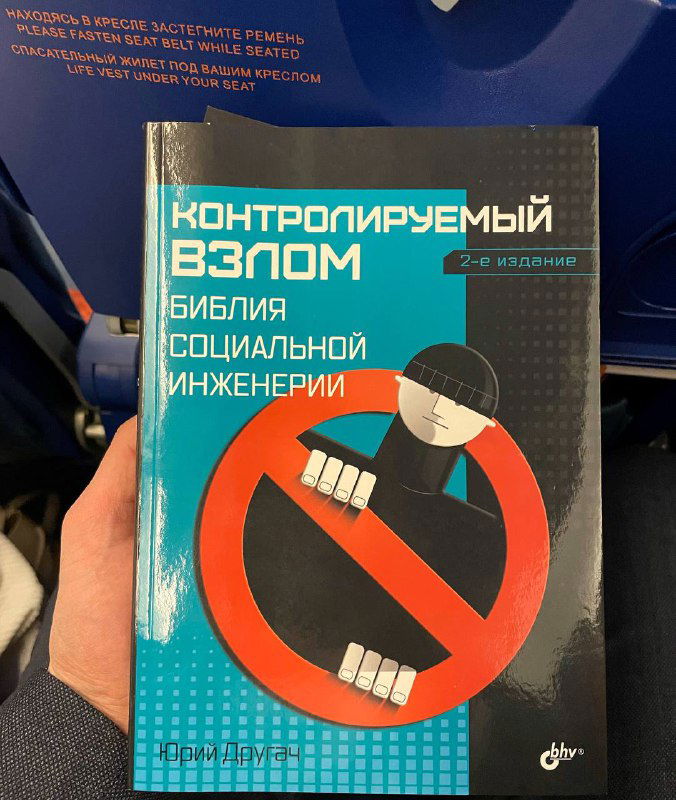 НАХОДЯСЬ В КРЕСЛЕ ЗАСТЕГНИТЕ РЕМЕНЬ
PLEASE FASTEN SEAT BELT WHILE SEATED
СПАСАТЕЛЬНЫЙ ЖИЛЕТ ПОД ВАШИМ КРЕСЛОМ
LIFE VEST UNDER YOUR SEAT
КОНТРОЛИРУЕМЫЙ
ВЗЛОМ
2-е издание
БИБЛИЯ
СОЦИАЛЬНОЙ
ИНЖЕНЕРИИ
Юрий Другач
bhv®